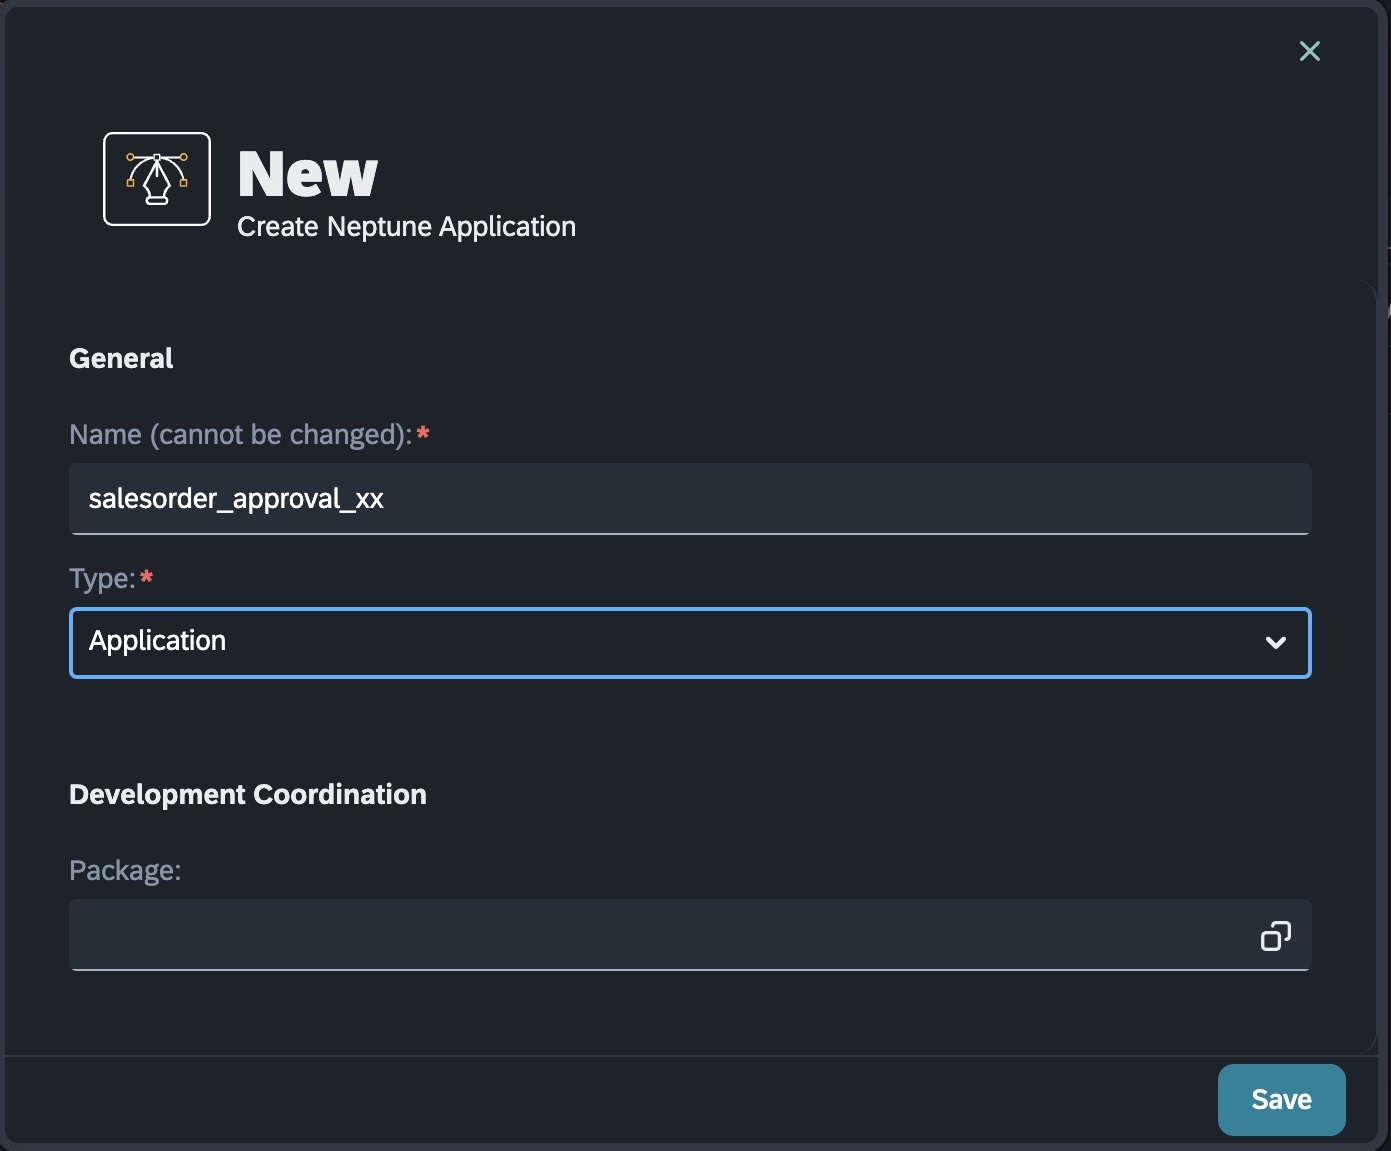 New
Create Neptune Application
General
Name (cannot be changed):*
salesorder_approval_xx
Type:*
Application
Development Coordination
Package:
Save